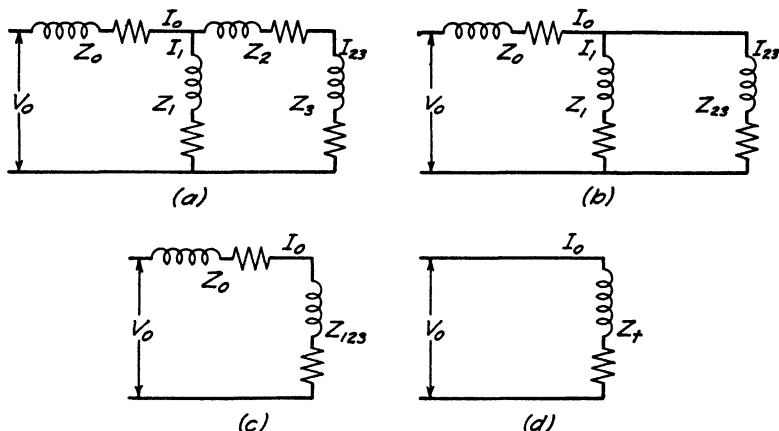 I₀ I₀
Z₀ I₁ Z₂ I₂₃ Z₀ I₁ I₂₃
V₀ Z₁ Z₃ V₀ Z₁ Z₂₃
(a) (b)
I₀ I₀
Z₀
V₀ Z₁₂₃ V₀ Zₜ
(c) (d)